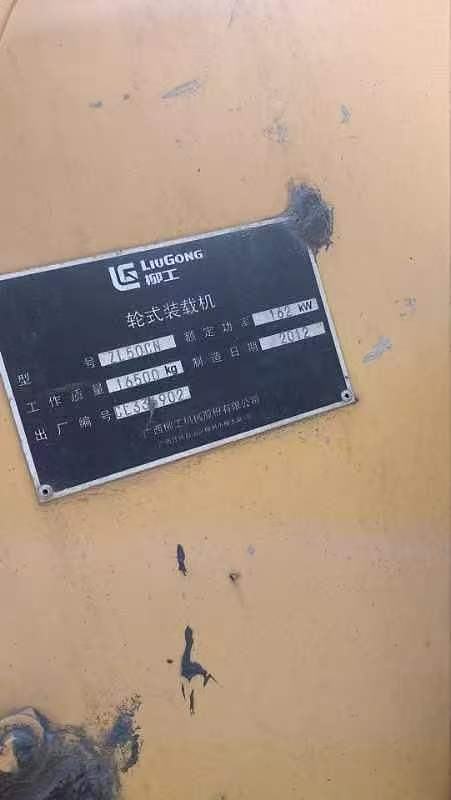 LIUGONG
柳工
轮式装载机
型 号 ZL50CN 额定功率 162 kW
工作质量 16500 kg 制造日期 2012
出厂编号
广西柳工机械股份有限公司